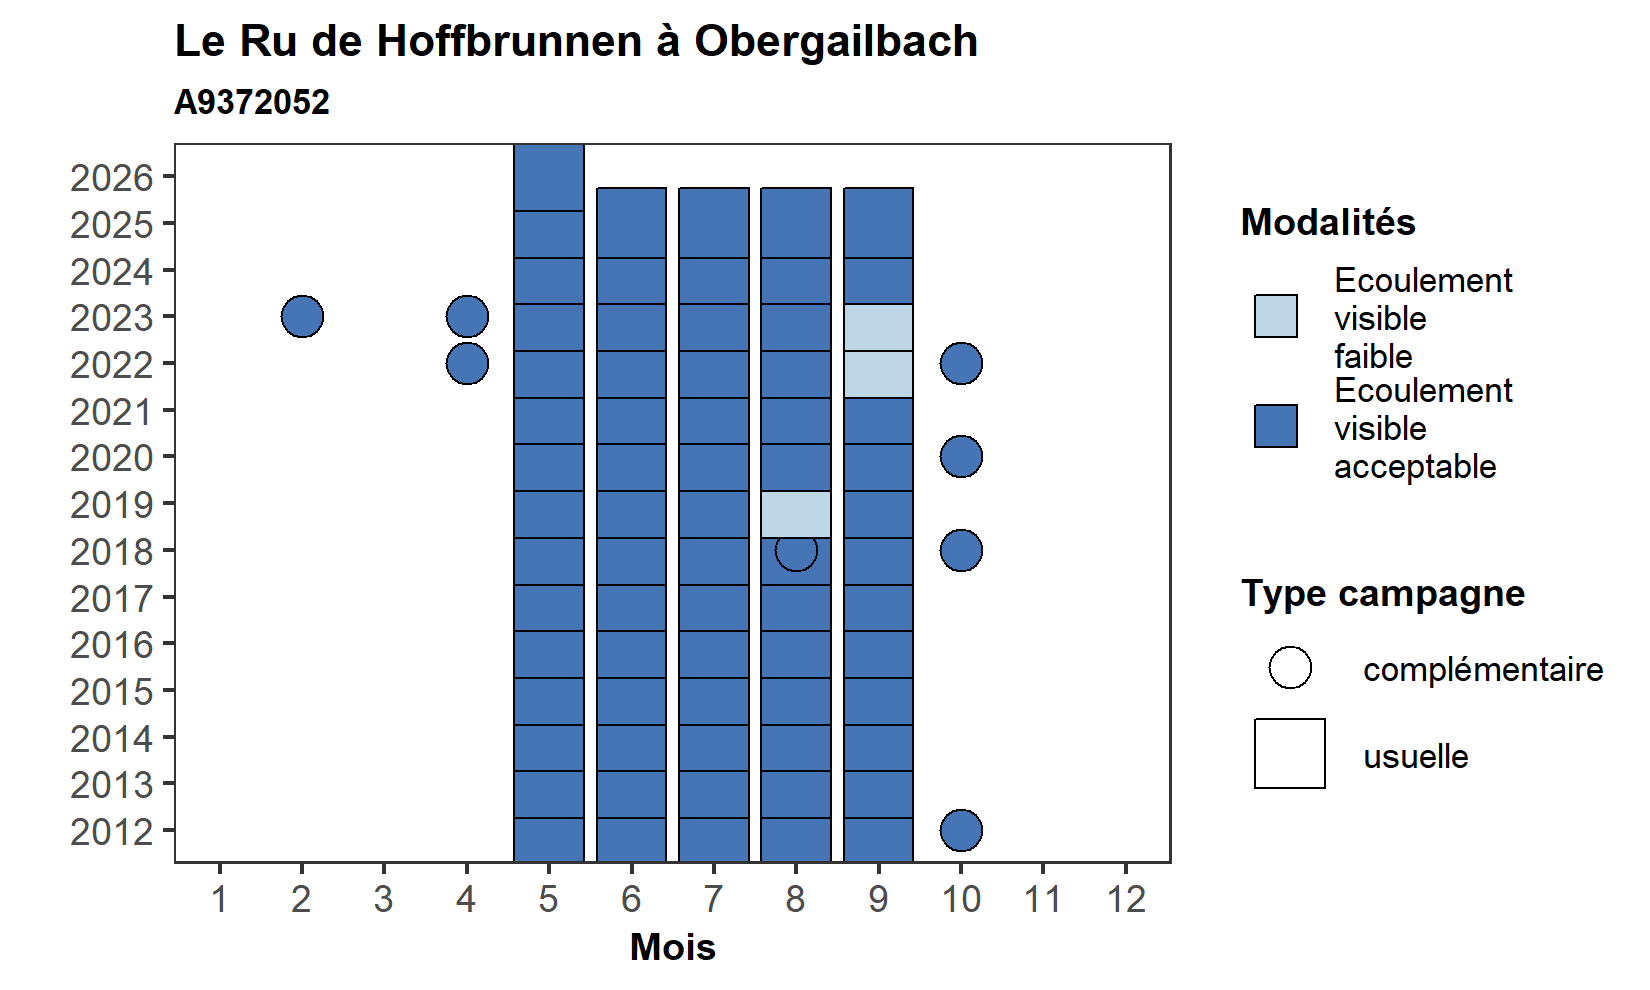 Le Ru de Hoffbrunnen à Obergailbach
A9372052
2026
2025
2024
2023
2022
2021
2020
2019
2018
2017
2016
2015
2014
2013
2012
1 2 3 4 5 6 7 8 9 10 11 12
Mois
Modalités
Ecoulement
visible
faible
Ecoulement
visible
acceptable
Type campagne
complémentaire
usuelle